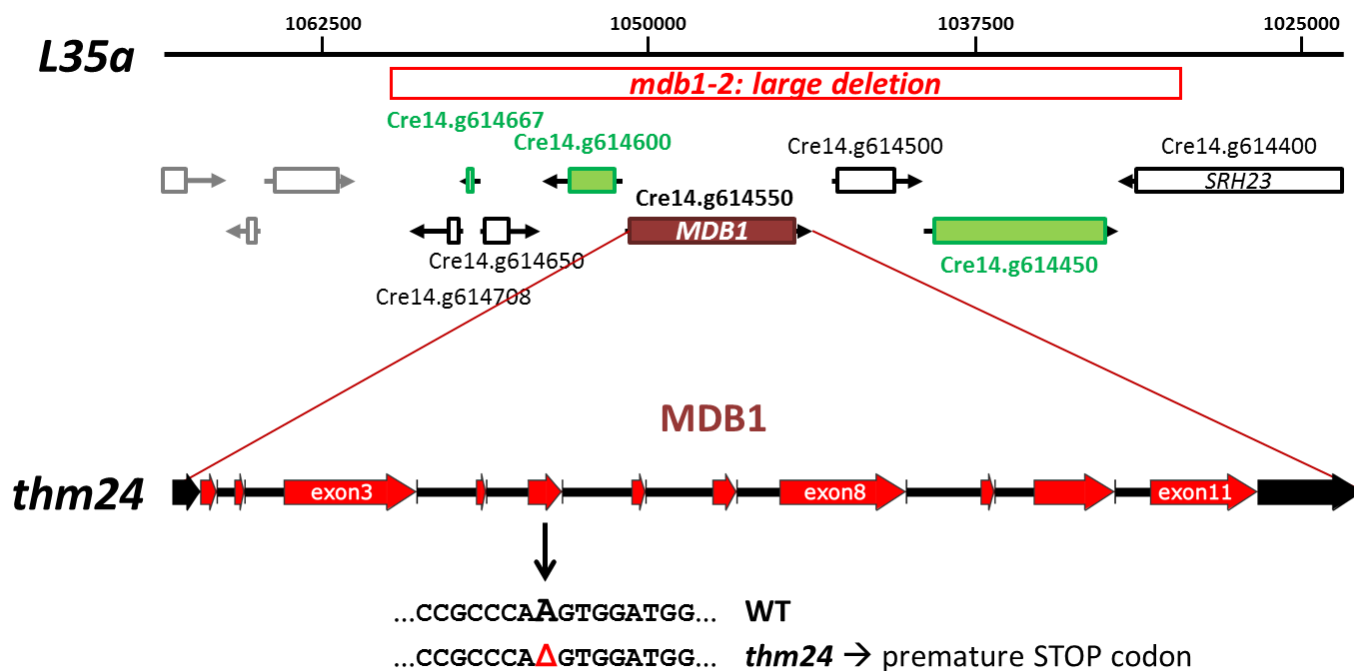 1062500 1050000 1037500 1025000
L35a
mdb1-2: large deletion
Cre14.g614667
Cre14.g614600
Cre14.g614500
Cre14.g614400
SRH23
Cre14.g614550
MDB1
Cre14.g614650
Cre14.g614450
Cre14.g614708
MDB1
thm24
exon3 exon8 exon11
...CCGCCCAAGTGGATGG... WT
...CCGCCCAΔGTGGATGG... thm24 → premature STOP codon